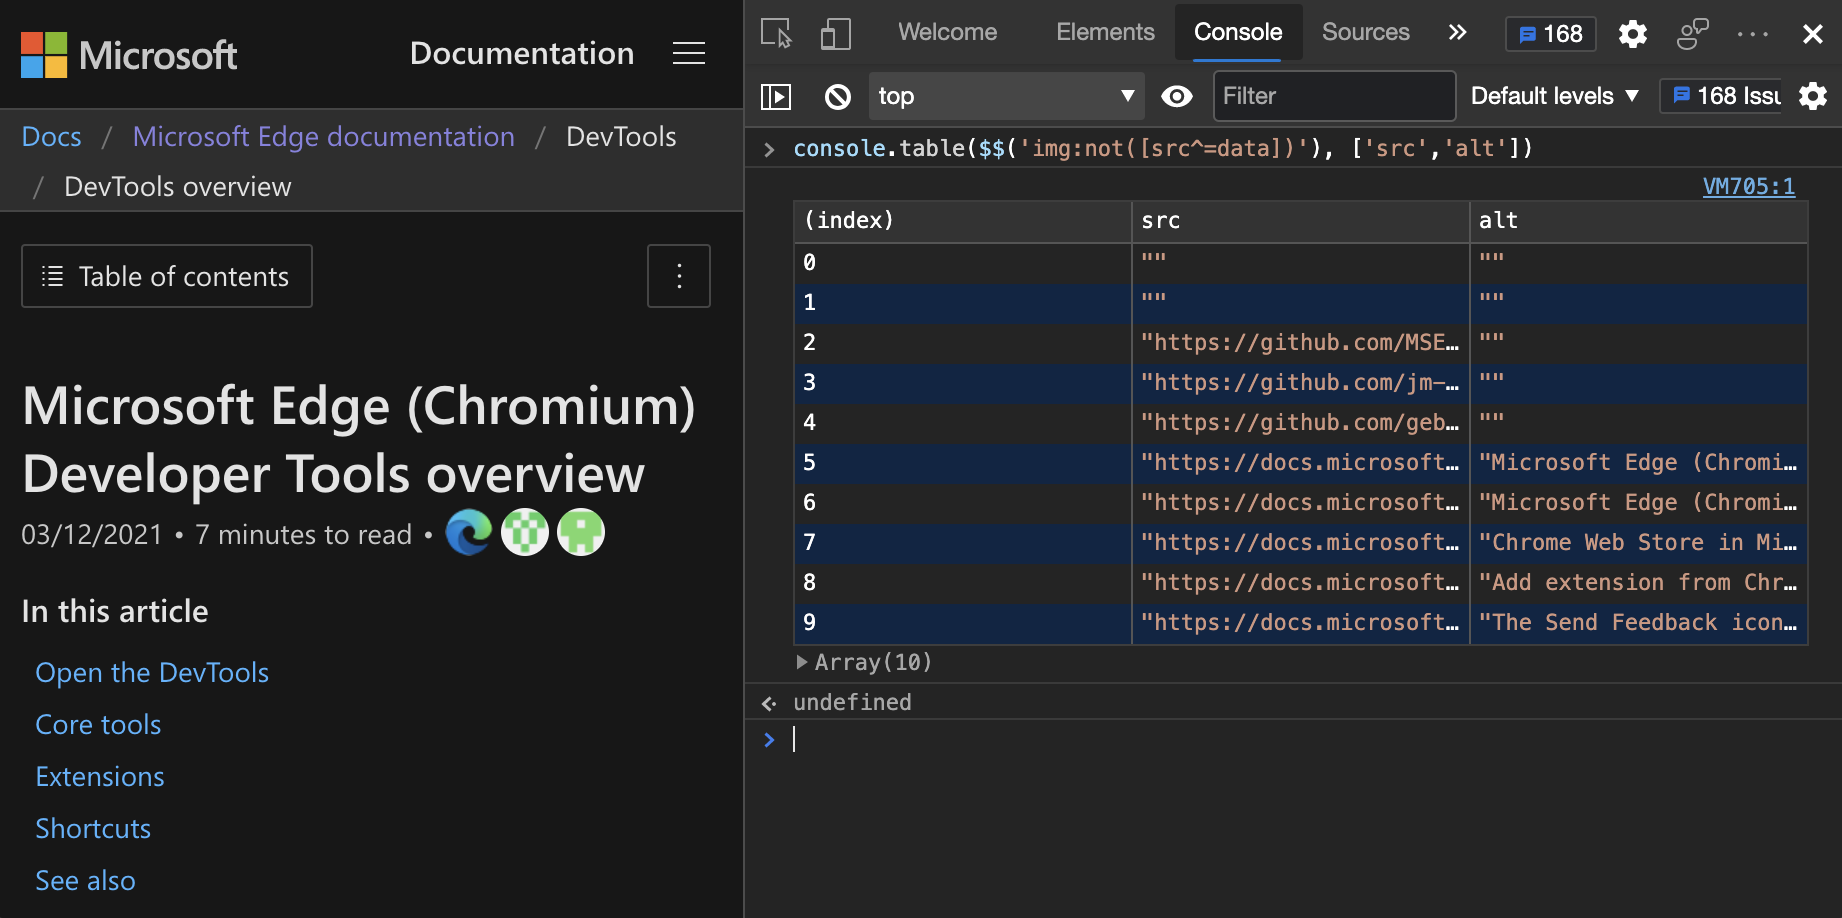 Microsoft
Documentation
Docs / Microsoft Edge documentation / DevTools
/ DevTools overview
Table of contents
Microsoft Edge (Chromium)
Developer Tools overview
03/12/2021 • 7 minutes to read •
In this article
Open the DevTools
Core tools
Extensions
Shortcuts
See also
Welcome Elements Console Sources » 168
top Filter Default levels 168 Issu
> console.table($$('img:not([src^=data])'), ['src','alt'])
VM705:1
(index) src alt
0 "" ""
1 "" ""
2 "https://github.com/MSE… ""
3 "https://github.com/jm-… ""
4 "https://github.com/geb… ""
5 "https://docs.microsoft… "Microsoft Edge (Chromi…
6 "https://docs.microsoft… "Microsoft Edge (Chromi…
7 "https://docs.microsoft… "Chrome Web Store in Mi…
8 "https://docs.microsoft… "Add extension from Chr…
9 "https://docs.microsoft… "The Send Feedback icon…
Array(10)
undefined
>